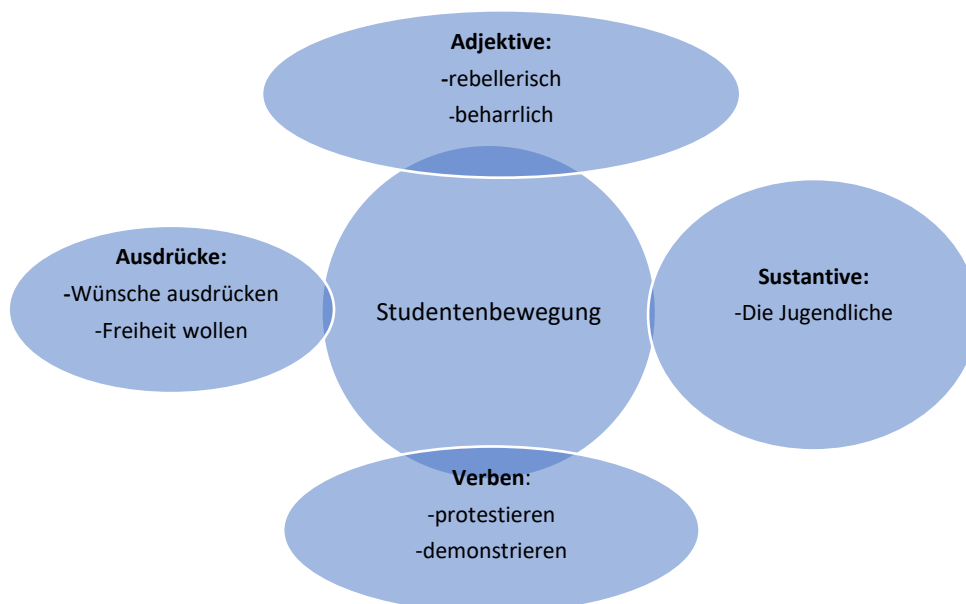 Adjektive:
-rebellerisch
-beharrlich
Ausdrücke:
-Wünsche ausdrücken
-Freiheit wollen
Studentenbewegung
Sustantive:
-Die Jugendliche
Verben:
-protestieren
-demonstrieren